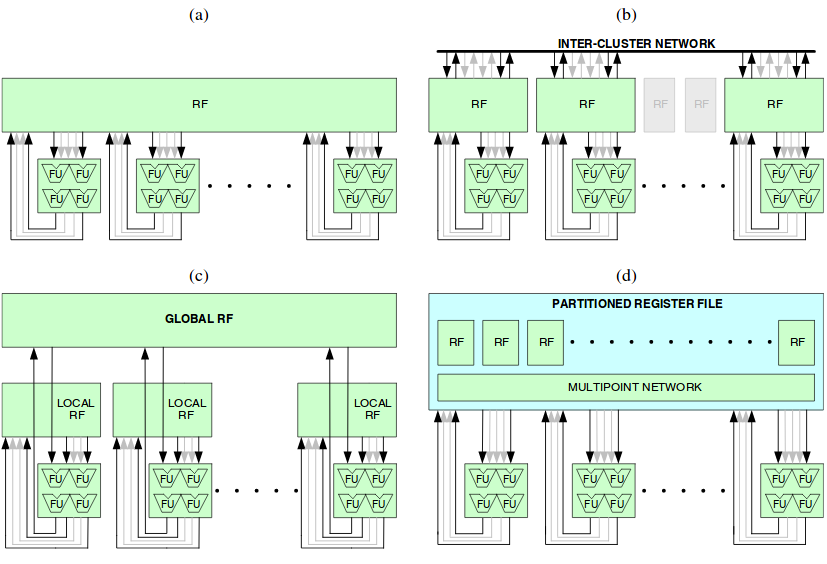 (a)
RF
FU FU FU FU FU FU
FU FU FU FU FU FU
(b)
INTER-CLUSTER NETWORK
RF RF RF RF RF
FU FU FU FU FU FU
FU FU FU FU FU FU
(c)
GLOBAL RF
LOCAL LOCAL LOCAL
RF RF RF
FU FU FU FU FU FU
FU FU FU FU FU FU
(d)
PARTITIONED REGISTER FILE
RF RF RF RF
MULTIPOINT NETWORK
FU FU FU FU FU FU
FU FU FU FU FU FU